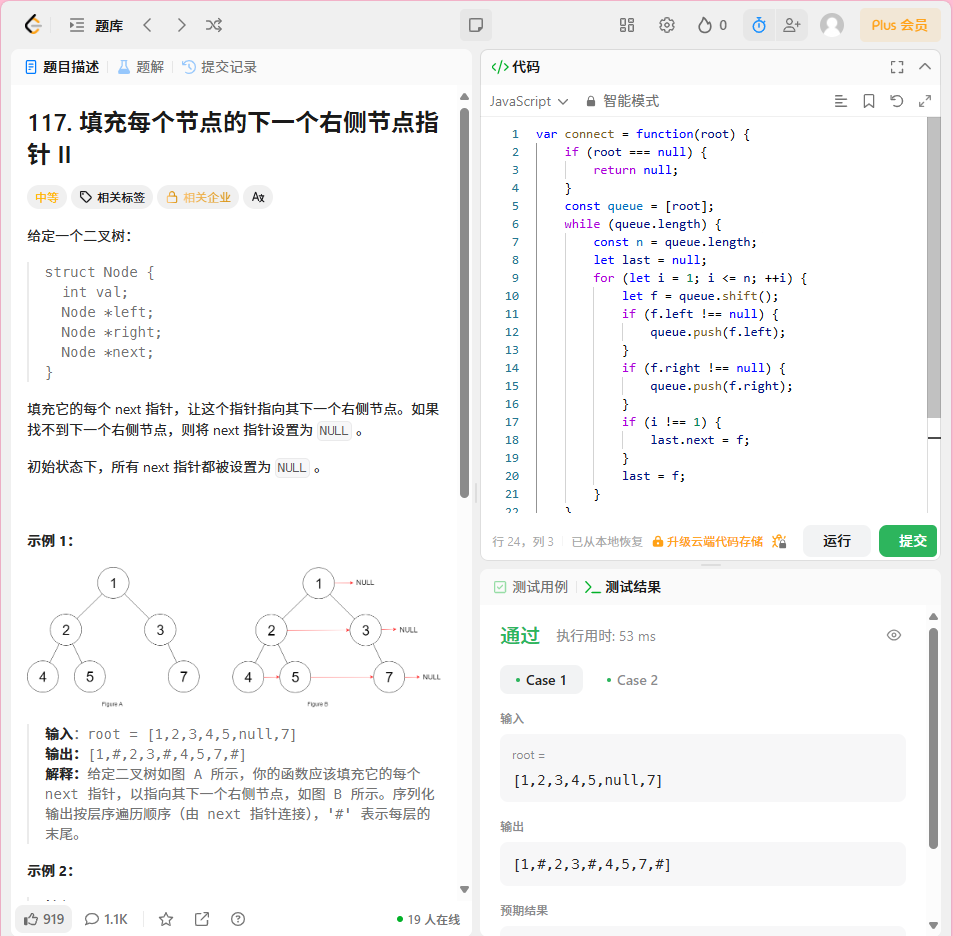 题库
0
Plus 会员
题目描述
题解
提交记录
117. 填充每个节点的下一个右侧节点指
针 II
中等
相关标签
相关企业
给定一个二叉树：
struct Node {
  int val;
  Node *left;
  Node *right;
  Node *next;
}
填充它的每个 next 指针，让这个指针指向其下一个右侧节点。如果
找不到下一个右侧节点，则将 next 指针设置为 NULL 。
初始状态下，所有 next 指针都被设置为 NULL 。
示例 1：
1
2
3
4
5
7
Figure A
1
NULL
2
3
NULL
4
5
7
NULL
Figure B
输入：root = [1,2,3,4,5,null,7]
输出：[1,#,2,3,#,4,5,7,#]
解释：给定二叉树如图 A 所示，你的函数应该填充它的每个
next 指针，以指向其下一个右侧节点，如图 B 所示。序列化
输出按层序遍历顺序（由 next 指针连接），'#' 表示每层的
末尾。
示例 2：
919
1.1K
19 人在线
</> 代码
JavaScript
智能模式
1 var connect = function(root) {
2     if (root === null) {
3         return null;
4     }
5     const queue = [root];
6     while (queue.length) {
7         const n = queue.length;
8         let last = null;
9         for (let i = 1; i <= n; ++i) {
10             let f = queue.shift();
11             if (f.left !== null) {
12                 queue.push(f.left);
13             }
14             if (f.right !== null) {
15                 queue.push(f.right);
16             }
17             if (i !== 1) {
18                 last.next = f;
19             }
20             last = f;
21         }
22     }
行 24，列 3
已从本地恢复
升级云端代码存储
运行
提交
测试用例
测试结果
通过
执行用时: 53 ms
Case 1
Case 2
输入
root =
[1,2,3,4,5,null,7]
输出
[1,#,2,3,#,4,5,7,#]
预期结果